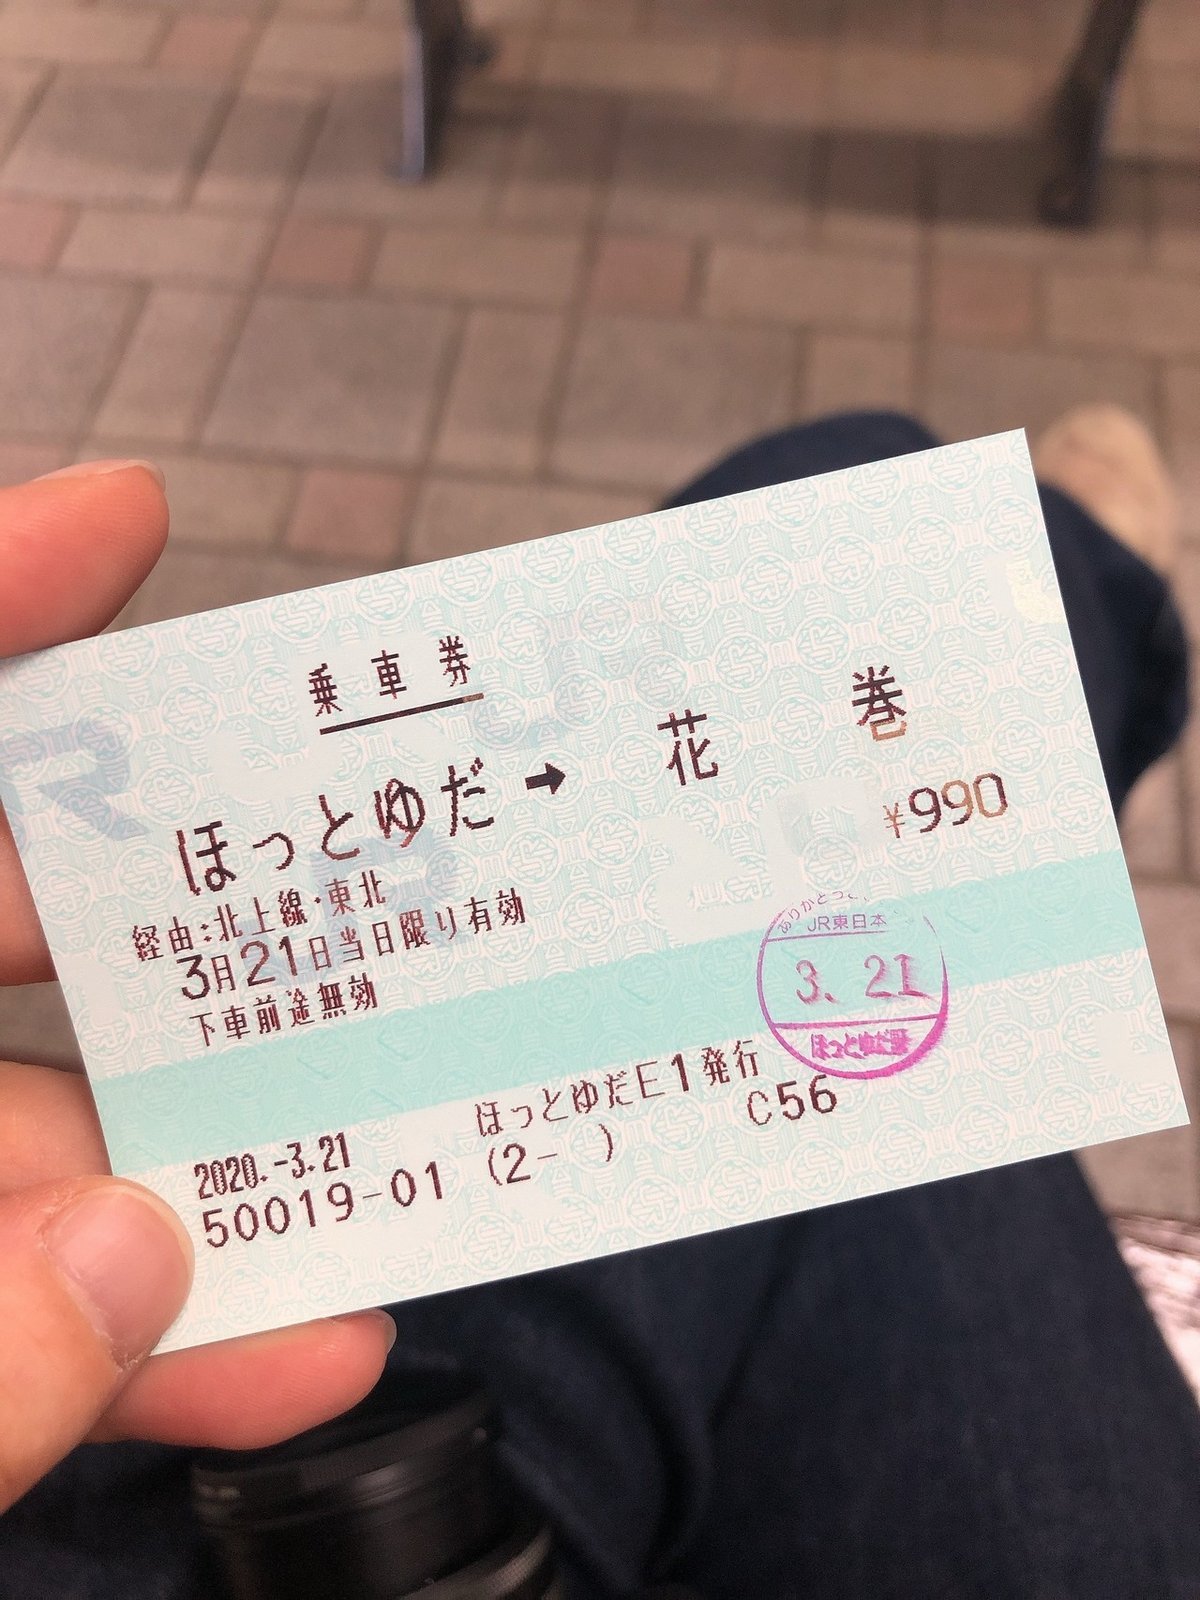 乗車券
ほっとゆだ → 花巻
¥990
経由:北上線・東北
3月21日当日限り有効
下車前途無効
JR東日本
3. 21
ほっとゆだ駅
ほっとゆだE1発行
2020.-3.21
50019-01 (2- ) C56